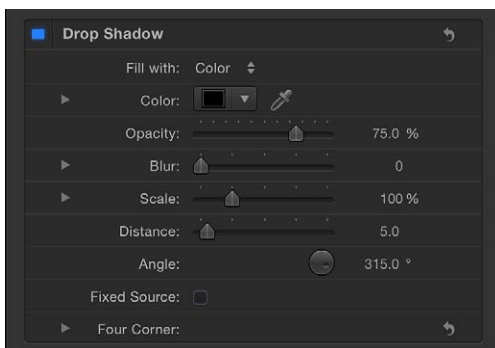 Drop Shadow
Fill with: Color
Color:
Opacity: 75.0 %
Blur: 0
Scale: 100 %
Distance: 5.0
Angle: 315.0 °
Fixed Source:
Four Corner: